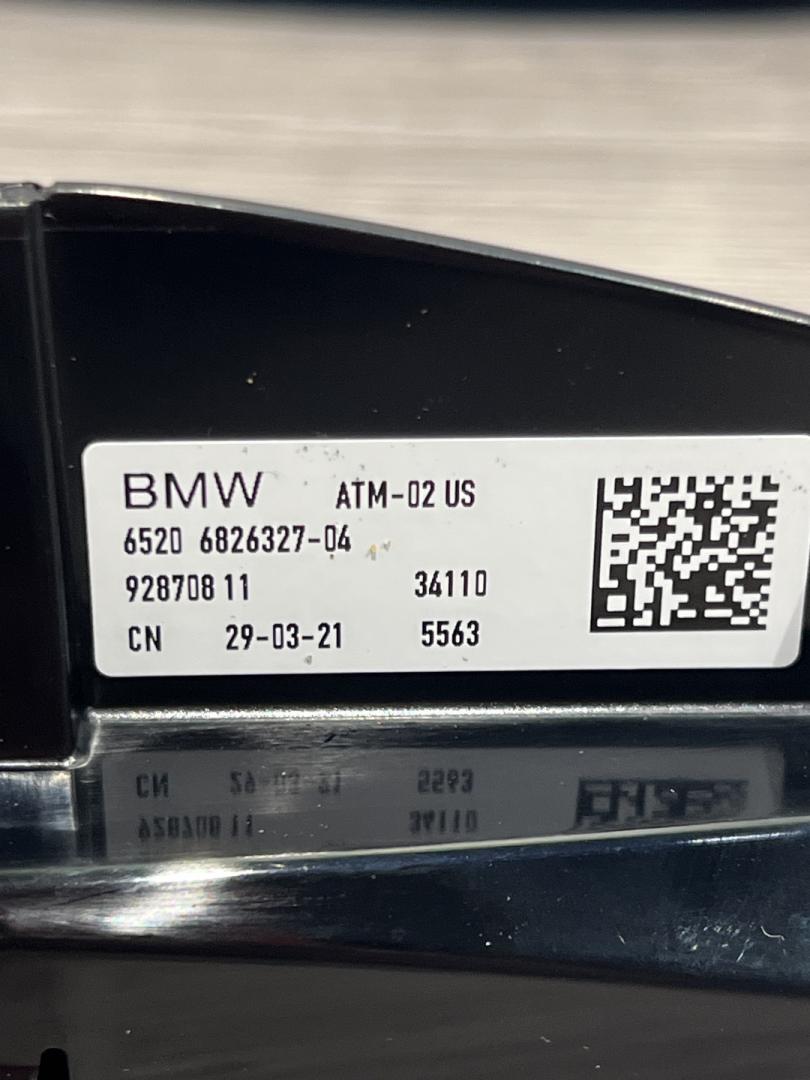 BMW ATM-02 US
6520 6826327-04
928708 11 34110
CN 29-03-21 5563